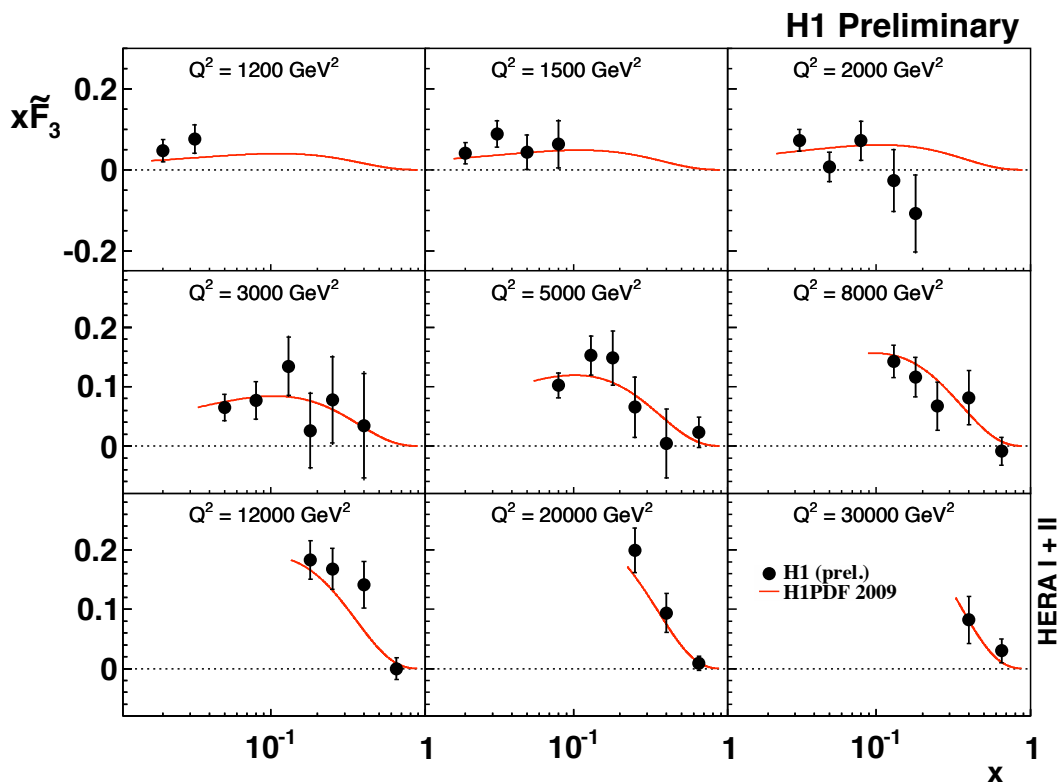 H1 Preliminary
xF̃₃
Q² = 1200 GeV²
Q² = 1500 GeV²
Q² = 2000 GeV²
0.2
0
-0.2
Q² = 3000 GeV²
Q² = 5000 GeV²
Q² = 8000 GeV²
0.2
0.1
0
Q² = 12000 GeV²
Q² = 20000 GeV²
Q² = 30000 GeV²
0.2
0.1
0
H1 (prel.)
H1PDF 2009
HERA I + II
10⁻¹
1
10⁻¹
1
10⁻¹
1
x